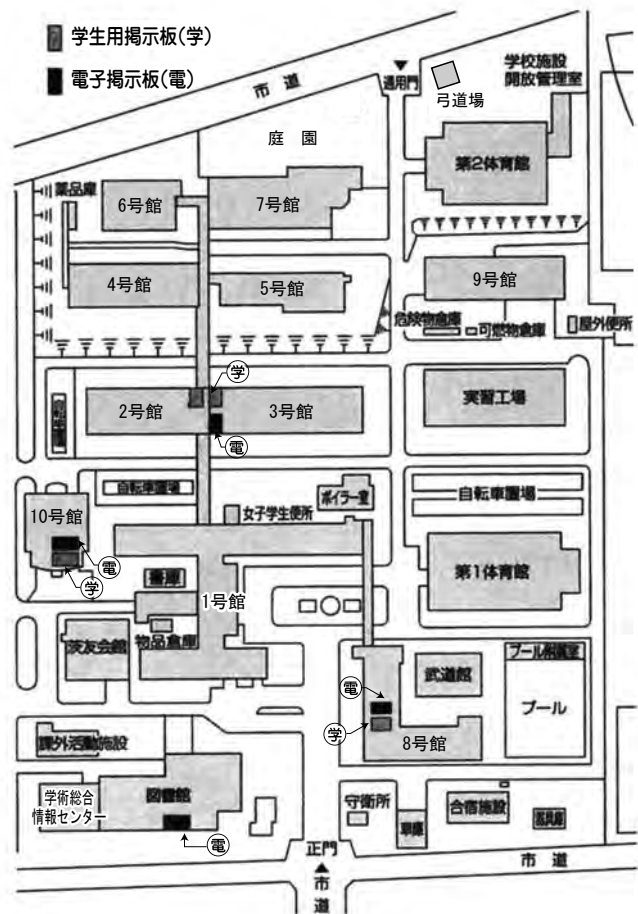 学生用掲示板(学)
電子掲示板(電)
市道
通用門
弓道場
学校施設
開放管理室
庭園
第2体育館
薬品庫
6号館
7号館
4号館
5号館
9号館
危険物倉庫
可燃物倉庫
屋外便所
学
2号館
3号館
電
実習工場
自転車置場
ボイラー室
自転車置場
女子学生便所
10号館
電
学
書庫
1号館
第1体育館
茨友会館
物品倉庫
電
武道館
プール附属室
プール
学
8号館
課外活動施設
学術総合
情報センター
図書館
電
守衛所
車庫
合宿施設
正門
市道
市道